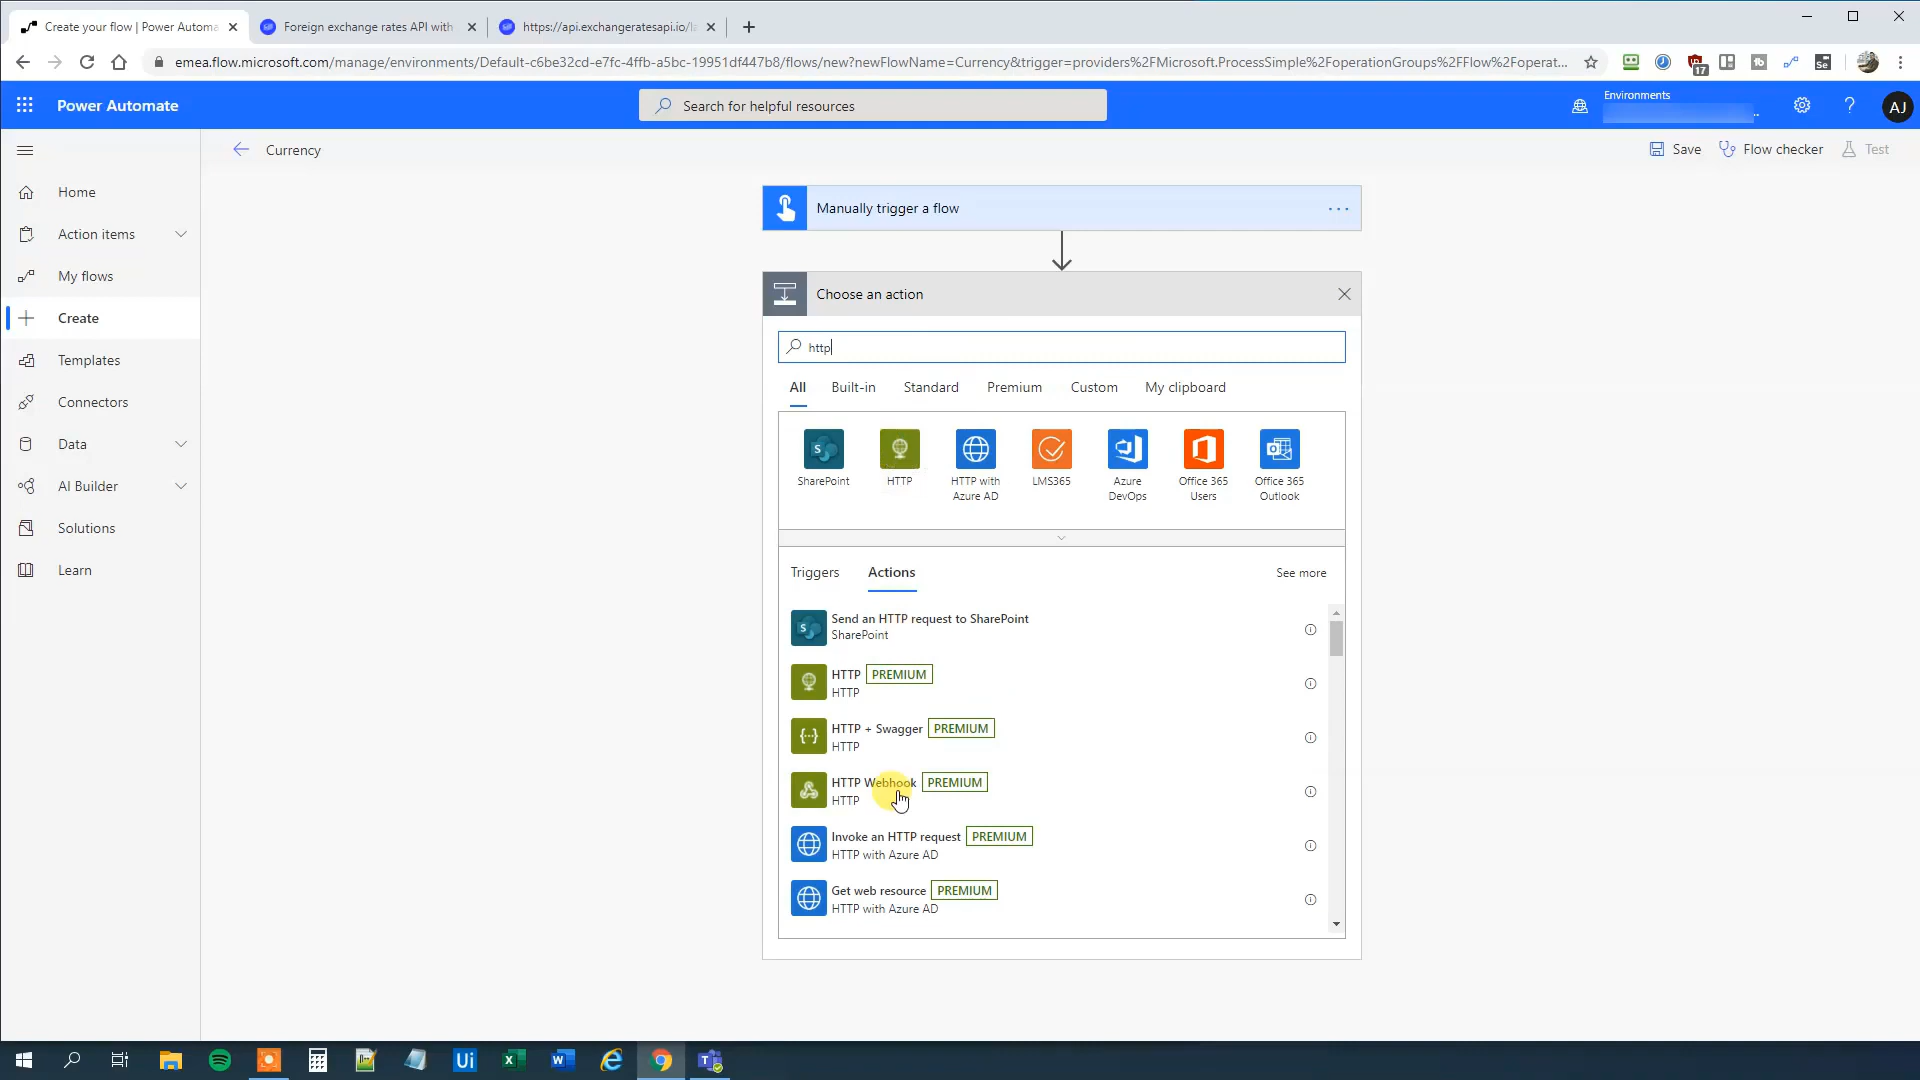 Create your flow | Power Automa
Foreign exchange rates API with
https://api.exchangeratesapi.io/la
emea.flow.microsoft.com/manage/environments/Default-c6be32cd-e7fc-4ffb-a5bc-19951df447b8/flows/new?newFlowName=Currency&trigger=providers%2FMicrosoft.ProcessSimple%2FoperationGroups%2FFlow%2Foperat...
17
Se
Power Automate
Search for helpful resources
Environments
..
AJ
Currency
Save
Flow checker
Test
Home
Action items
My flows
Create
Templates
Connectors
Data
AI Builder
Solutions
Learn
Manually trigger a flow
Choose an action
http
All
Built-in
Standard
Premium
Custom
My clipboard
SharePoint
HTTP
HTTP with
Azure AD
LMS365
Azure
DevOps
Office 365
Users
Office 365
Outlook
Triggers
Actions
See more
Send an HTTP request to SharePoint
SharePoint
HTTP PREMIUM
HTTP
HTTP + Swagger PREMIUM
HTTP
HTTP Webhook PREMIUM
HTTP
Invoke an HTTP request PREMIUM
HTTP with Azure AD
Get web resource PREMIUM
HTTP with Azure AD
Ui